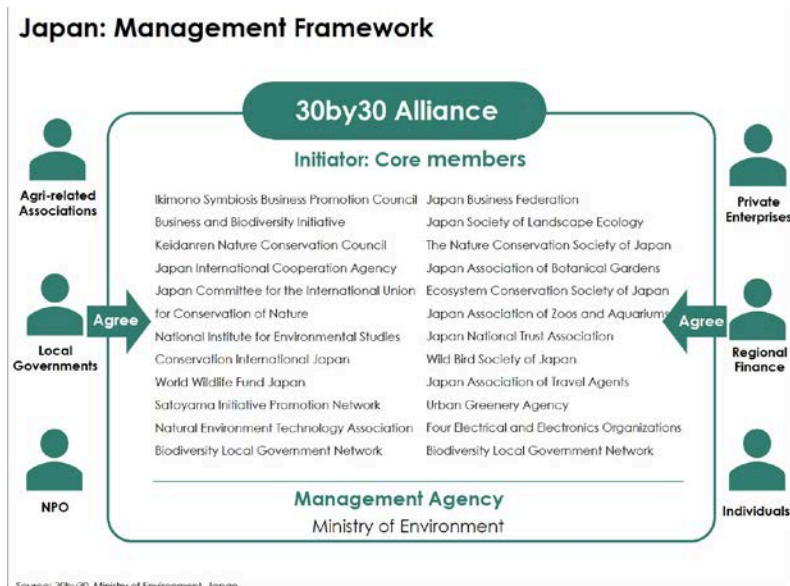 Japan: Management Framework
30by30 Alliance
Initiator: Core members
Agri-related
Associations
Local
Governments
NPO
Agree
Ikimono Symbiosis Business Promotion Council
Business and Biodiversity Initiative
Keidanren Nature Conservation Council
Japan International Cooperation Agency
Japan Committee for the International Union
for Conservation of Nature
National Institute for Environmental Studies
Conservation International Japan
World Wildlife Fund Japan
Satoyama Initiative Promotion Network
Natural Environment Technology Association
Biodiversity Local Government Network
Japan Business Federation
Japan Society of Landscape Ecology
The Nature Conservation Society of Japan
Japan Association of Botanical Gardens
Ecosystem Conservation Society of Japan
Japan Association of Zoos and Aquariums
Japan National Trust Association
Wild Bird Society of Japan
Japan Association of Travel Agents
Urban Greenery Agency
Four Electrical and Electronics Organizations
Biodiversity Local Government Network
Agree
Private
Enterprises
Regional
Finance
Individuals
Management Agency
Ministry of Environment
Source: 30by30, Ministry of Environment, Japan